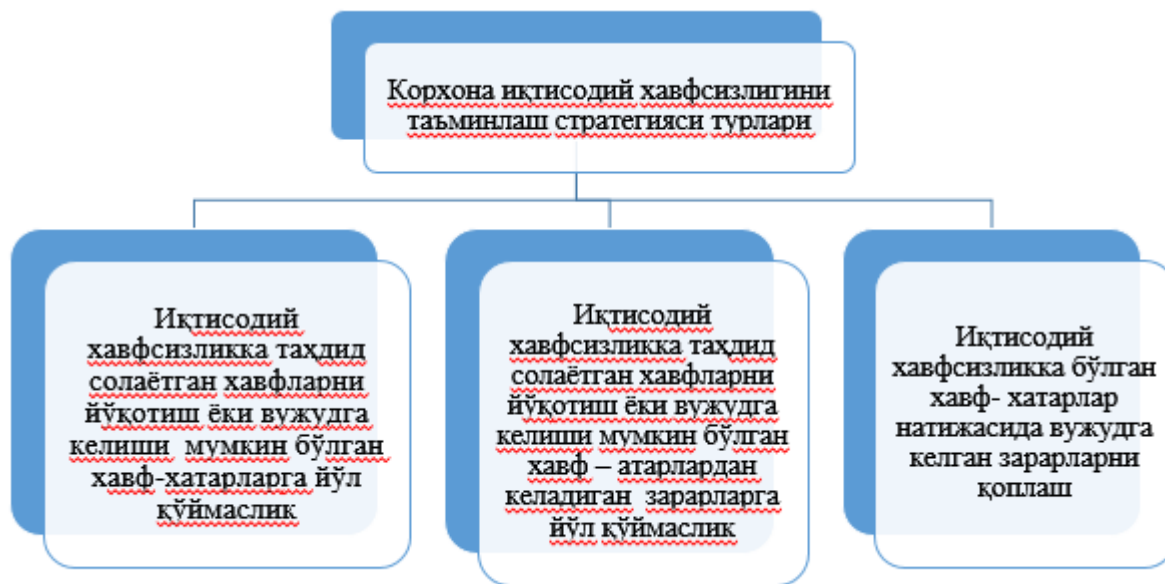 Корхона иқтисодий хавфсизлигини
таъминлаш стратегияси турлари
Иқтисодий
хавфсизликка таҳдид
солаётган хавфларни
йўқотиш ёки вужудга
келиши мумкин бўлган
хавф-хатарларга йўл
қўймаслик
Иқтисодий
хавфсизликка таҳдид
солаётган хавфларни
йўқотиш ёки вужудга
келиши мумкин бўлган
хавф – атарлардан
келадиган зарарларга
йўл қўймаслик
Иқтисодий
хавфсизликка бўлган
хавф- хатарлар
натижасида вужудга
келган зарарларни
қоплаш